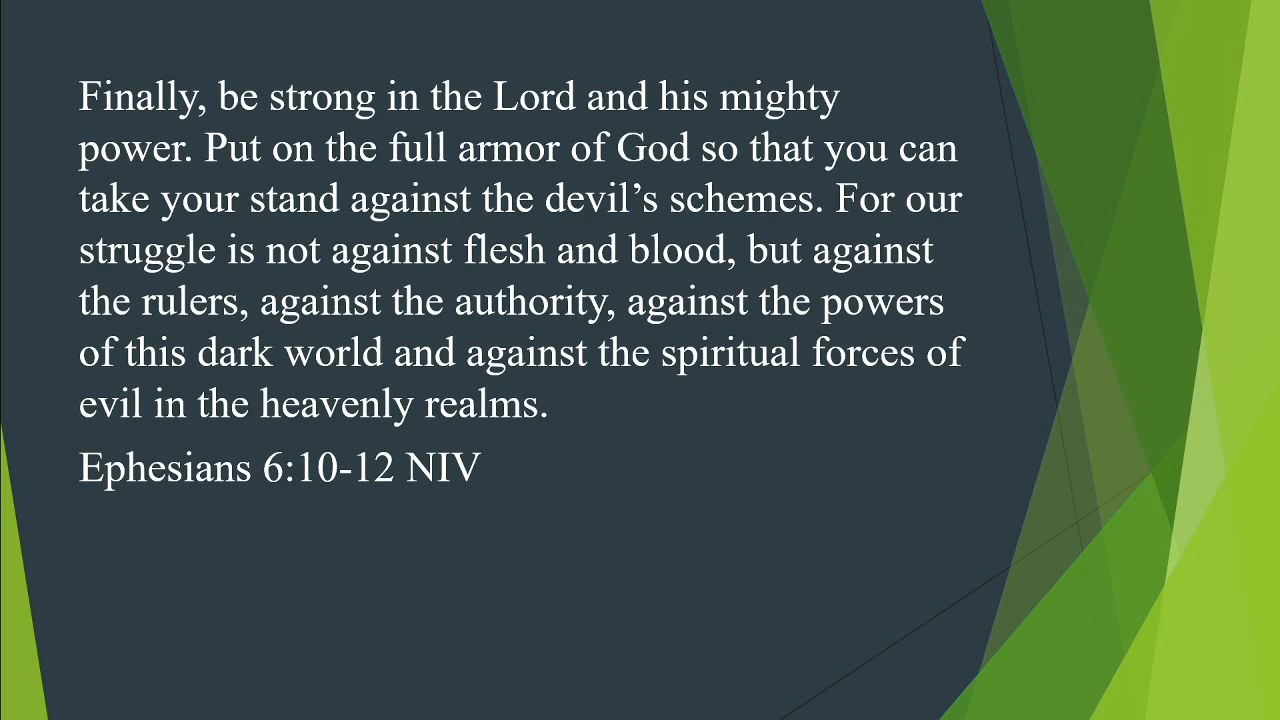 Finally, be strong in the Lord and his mighty
power. Put on the full armor of God so that you can
take your stand against the devil’s schemes. For our
struggle is not against flesh and blood, but against
the rulers, against the authority, against the powers
of this dark world and against the spiritual forces of
evil in the heavenly realms.
Ephesians 6:10-12 NIV